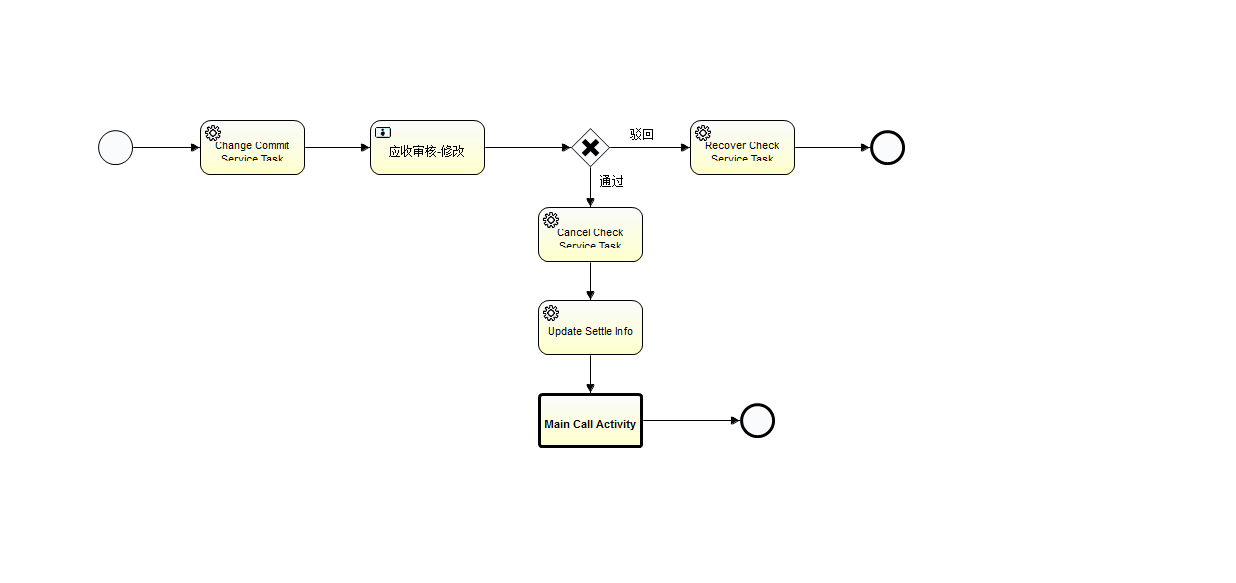 Change Commit
Service Task
应收审核-修改
驳回
Recover Check
Service Task
通过
Cancel Check
Service Task
Update Settle Info
Main Call Activity